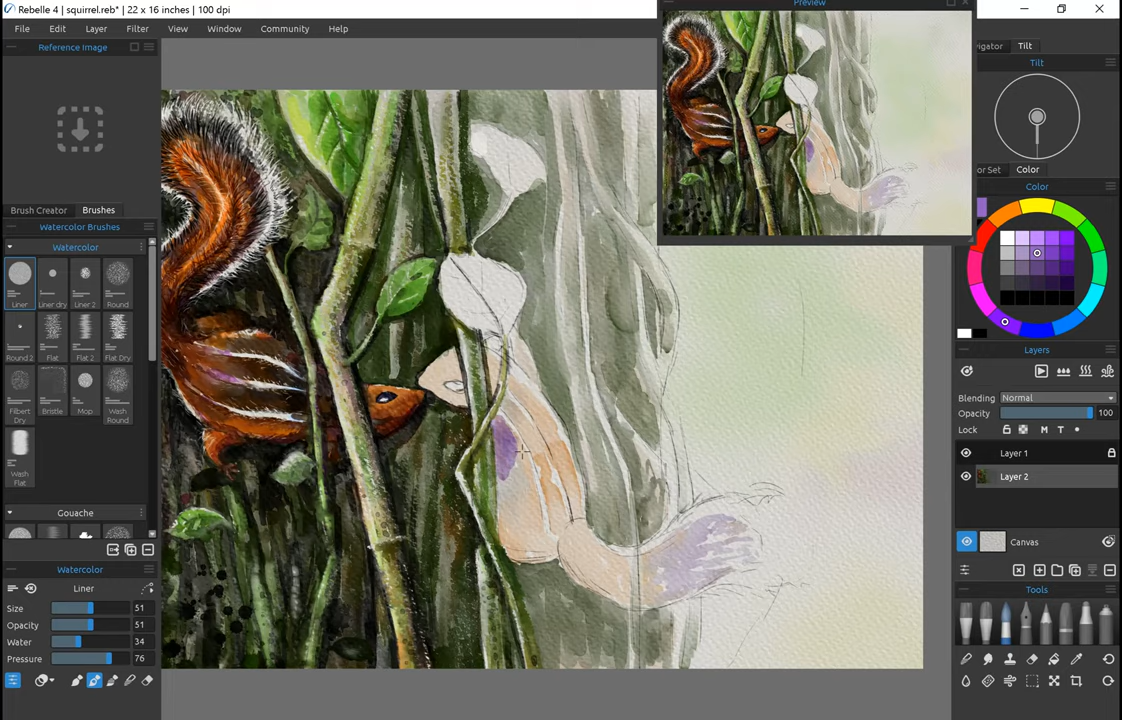 Rebelle 4 | squirrel.reb* | 22 x 16 inches | 100 dpi
File Edit Layer Filter View Window Community Help
Preview
Reference Image
Brush Creator Brushes
Watercolor Brushes
Watercolor
Liner Liner dry Liner 2 Round
Round 2 Flat Flat 2 Flat Dry
Filbert Dry Bristle Mop Wash Round
Wash Flat
Gouache
Watercolor
Liner
Size 51
Opacity 51
Water 34
Pressure 76
vigator Tilt
Tilt
or Set Color
Color
Layers
Blending Normal
Opacity 100
Lock M T
Layer 1
Layer 2
Canvas
Tools